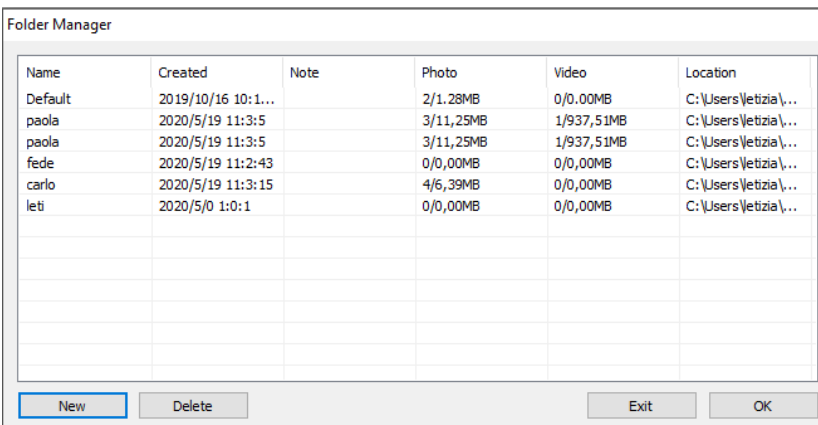 Folder Manager
Name Created Note Photo Video Location
Default 2019/10/16 10:1... 2/1.28MB 0/0.00MB C:\Users\letizia\...
paola 2020/5/19 11:3:5 3/11,25MB 1/937,51MB C:\Users\letizia\...
paola 2020/5/19 11:3:5 3/11,25MB 1/937,51MB C:\Users\letizia\...
fede 2020/5/19 11:2:43 0/0,00MB 0/0,00MB C:\Users\letizia\...
carlo 2020/5/19 11:3:15 4/6,39MB 0/0,00MB C:\Users\letizia\...
leti 2020/5/0 1:0:1 0/0,00MB 0/0,00MB C:\Users\letizia\...
New Delete Exit OK